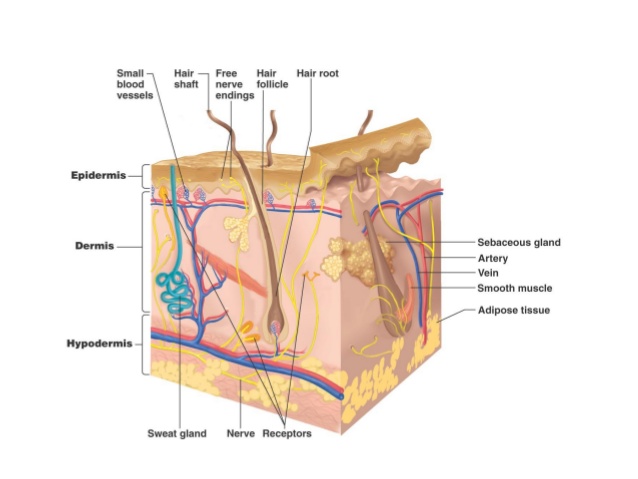 Small
blood
vessels
Hair
shaft
Free
nerve
endings
Hair
follicle
Hair root
Epidermis
Dermis
Hypodermis
Sebaceous gland
Artery
Vein
Smooth muscle
Adipose tissue
Sweat gland
Nerve
Receptors